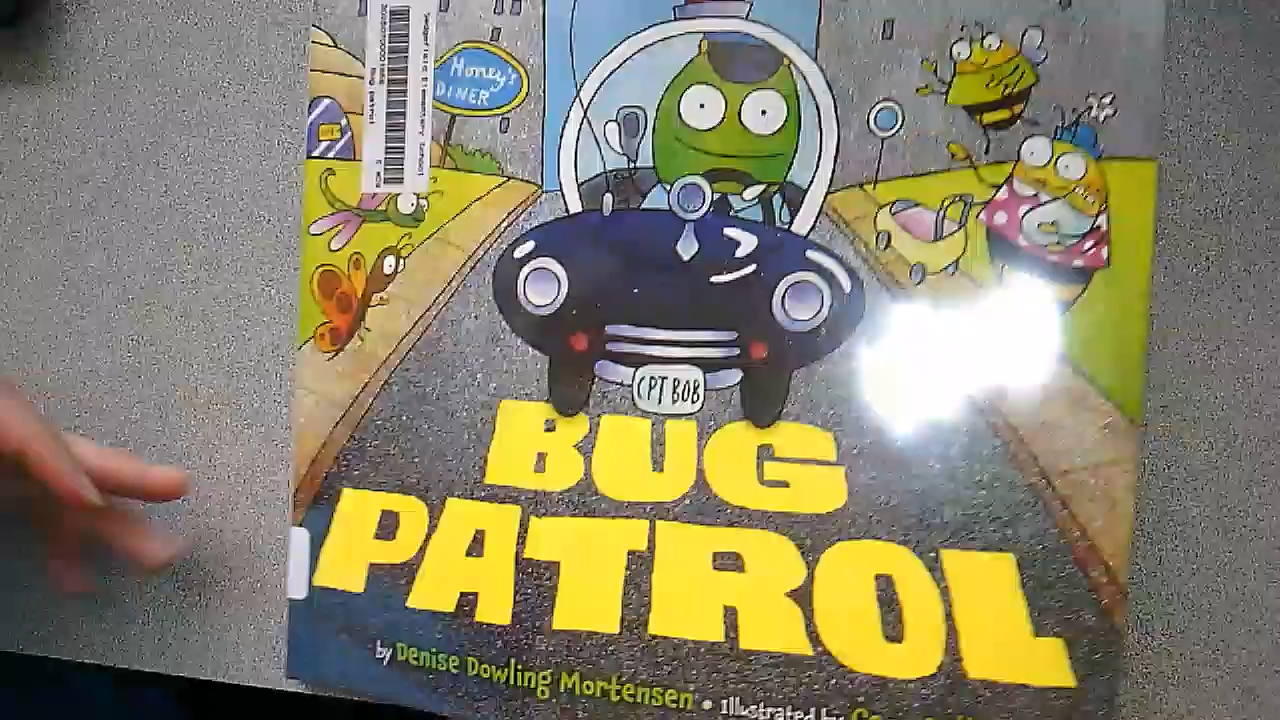 Honey's
DINER
CPT BOB
BUG
PATROL
by Denise Dowling Mortensen • Illustrated by